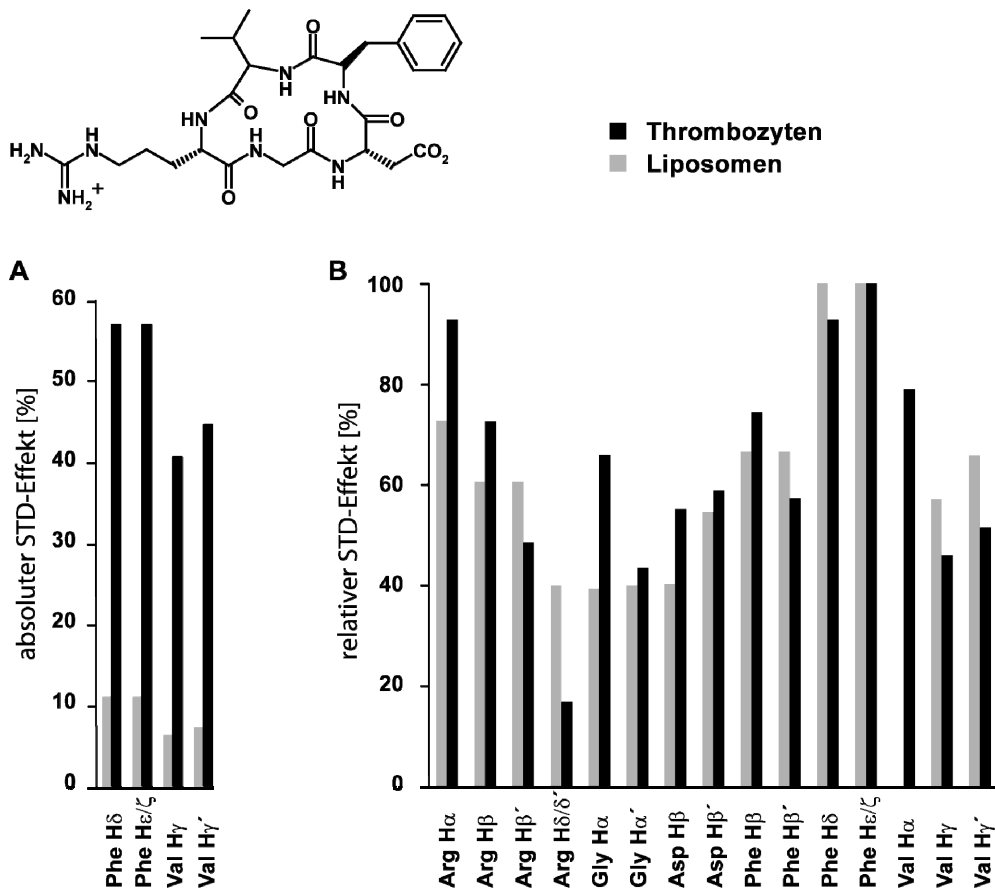 O
O
N
H
HN
HN
O
O
O
H
N
H
N
H₂N
N
H
CO₂
NH₂⁺
O
Thrombozyten
Liposomen
A
B
absoluter STD-Effekt [%]
60
50
40
30
20
10
0
Phe Hδ
Phe Hε/ζ
Val Hγ
Val Hγ´
relativer STD-Effekt [%]
100
80
60
40
20
0
Arg Hα
Arg Hβ
Arg Hβ´
Arg Hδ/δ´
Gly Hα
Gly Hα´
Asp Hβ
Asp Hβ´
Phe Hβ
Phe Hβ´
Phe Hδ
Phe Hε/ζ
Val Hα
Val Hγ
Val Hγ´